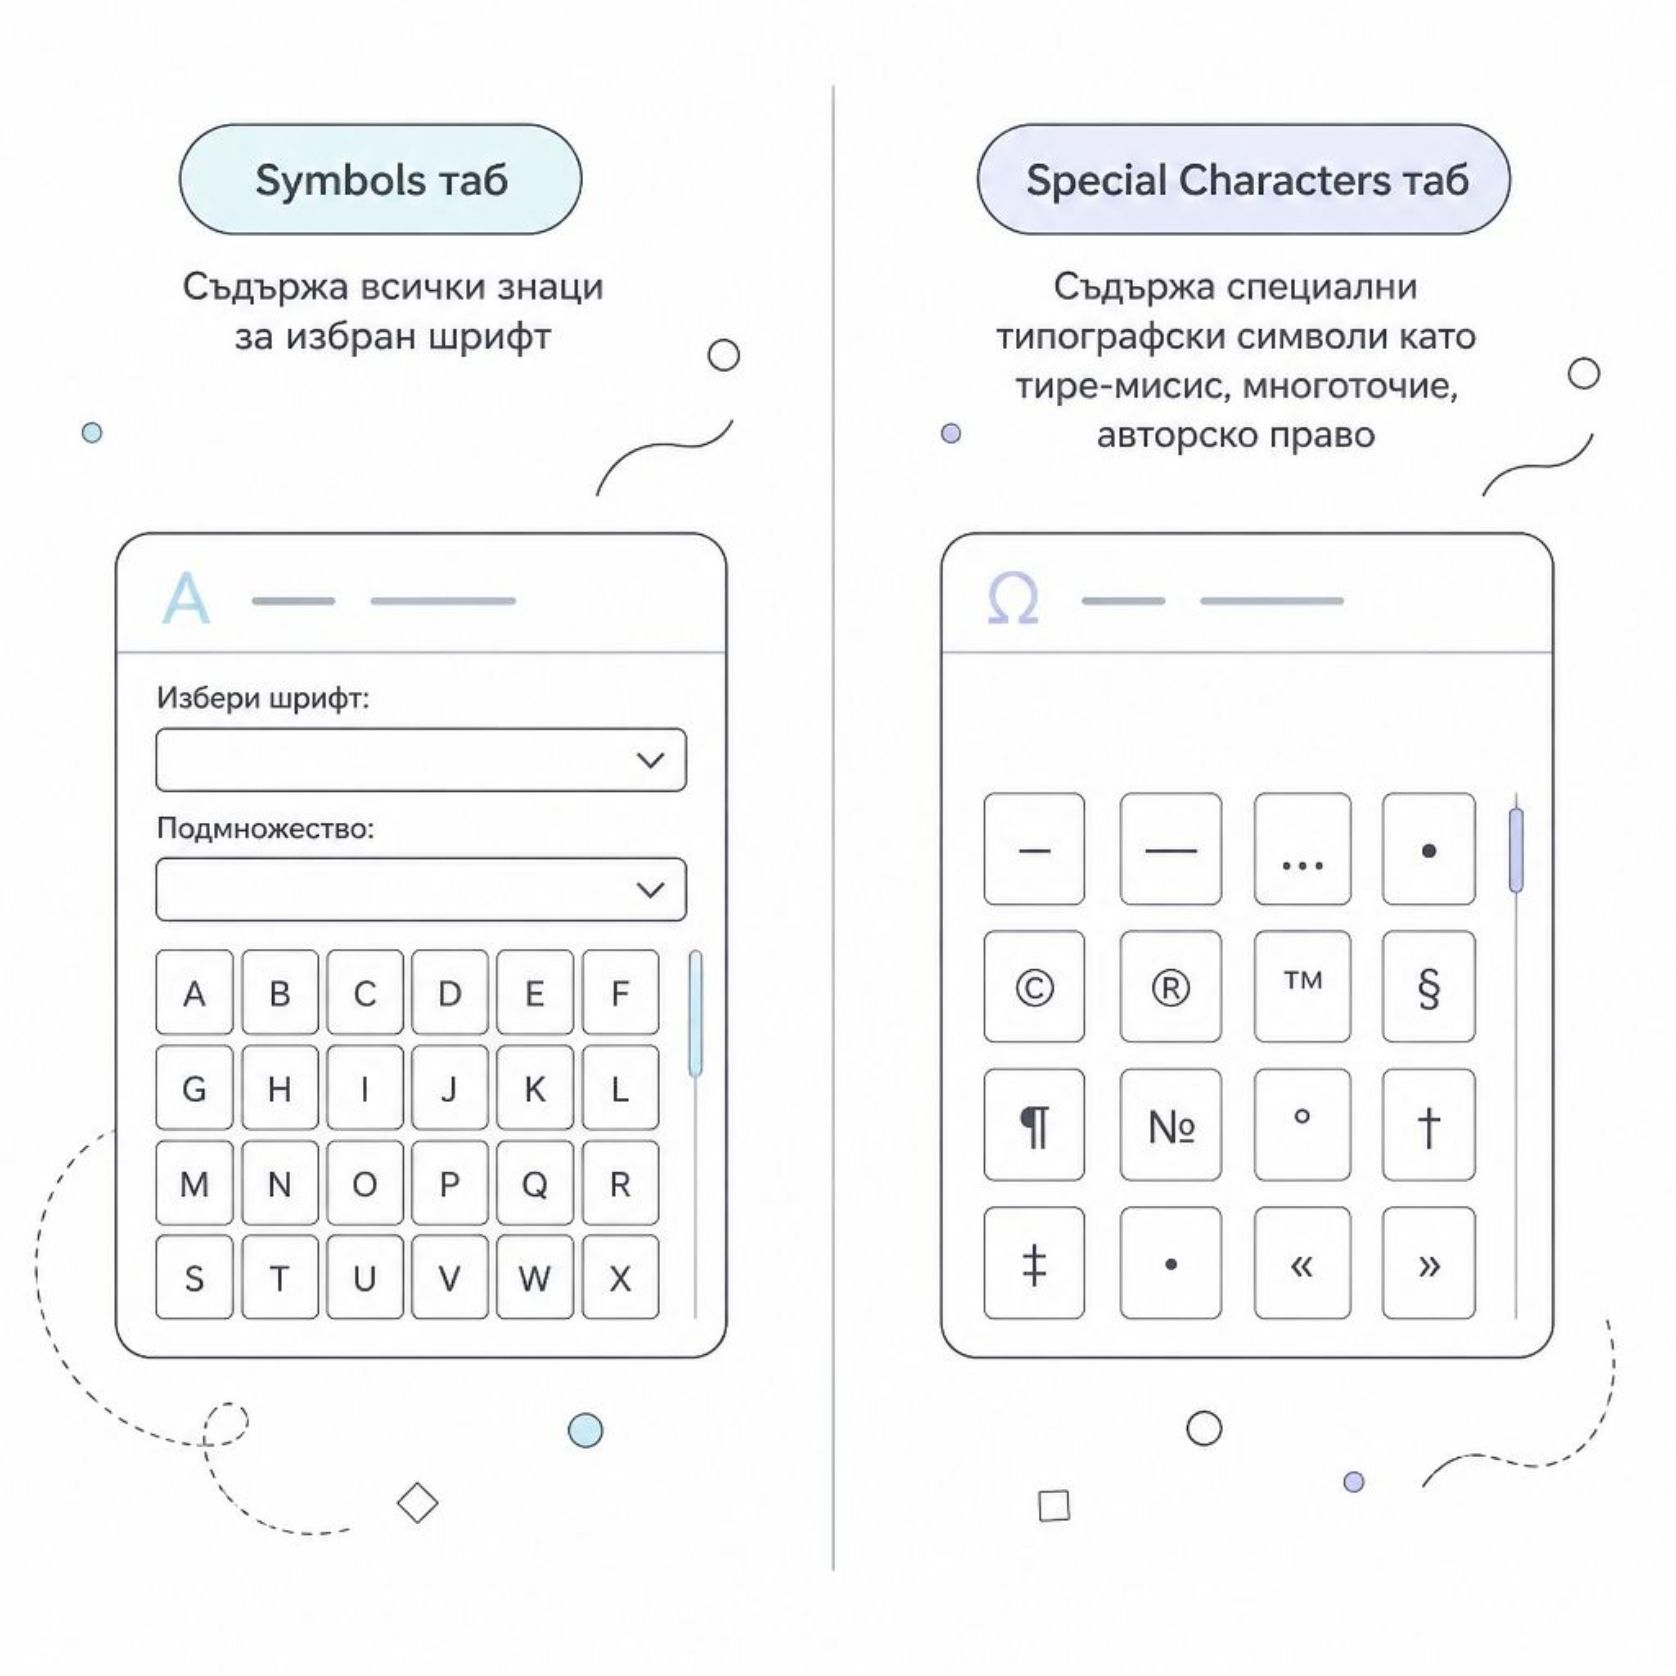 Symbols таб
Съдържа всички знаци
за избран шрифт
A
Избери шрифт:
Подмножество:
A B C D E F
G H I J K L
M N O P Q R
S T U V W X
Special Characters таб
Съдържа специални
типографски символи като
тире-мисис, многоточие,
авторско право
Ω
– — … •
© ® ™ §
¶ № ° †
‡ • « »